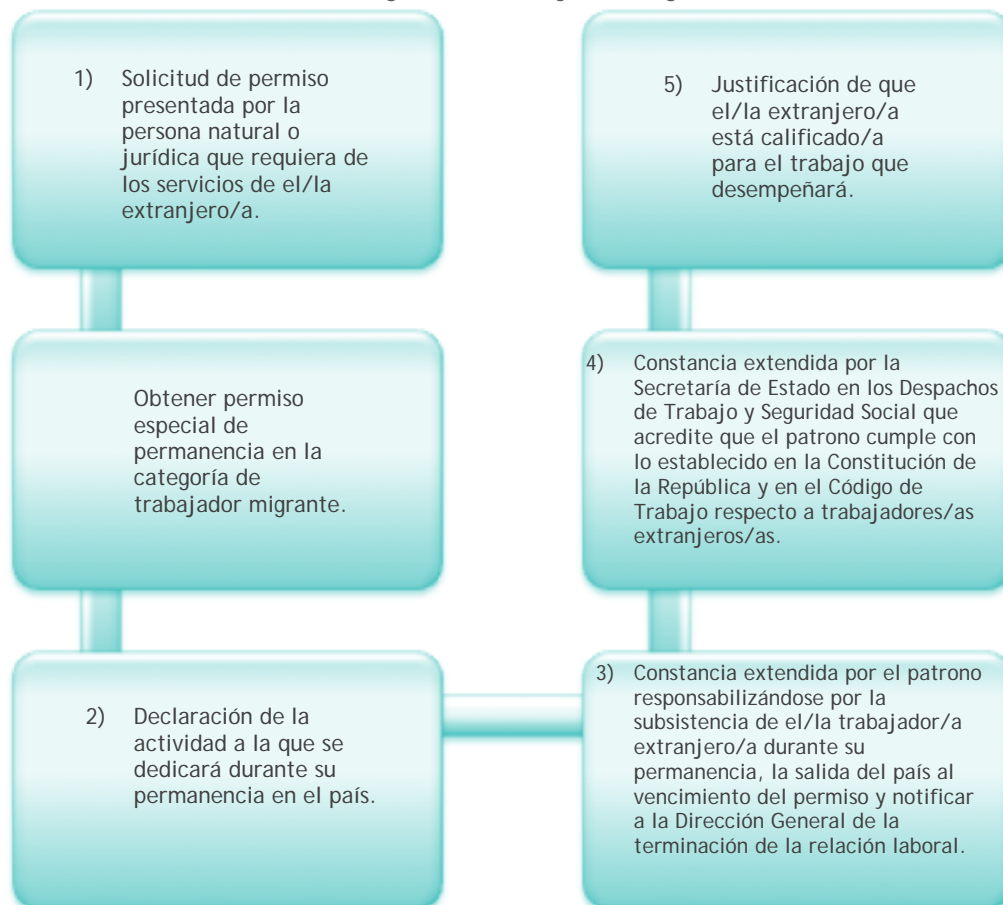 1) Solicitud de permiso
presentada por la
persona natural o
jurídica que requiera de
los servicios de el/la
extranjero/a.
Obtener permiso
especial de
permanencia en la
categoría de
trabajador migrante.
2) Declaración de la
actividad a la que se
dedicará durante su
permanencia en el país.
3) Constancia extendida por el patrono
responsabilizándose por la
subsistencia de el/la trabajador/a
extranjero/a durante su
permanencia, la salida del país al
vencimiento del permiso y notificar
a la Dirección General de la
terminación de la relación laboral.
4) Constancia extendida por la
Secretaría de Estado en los Despachos
de Trabajo y Seguridad Social que
acredite que el patrono cumple con
lo establecido en la Constitución de
la República y en el Código de
Trabajo respecto a trabajadores/as
extranjeros/as.
5) Justificación de que
el/la extranjero/a
está calificado/a
para el trabajo que
desempeñará.